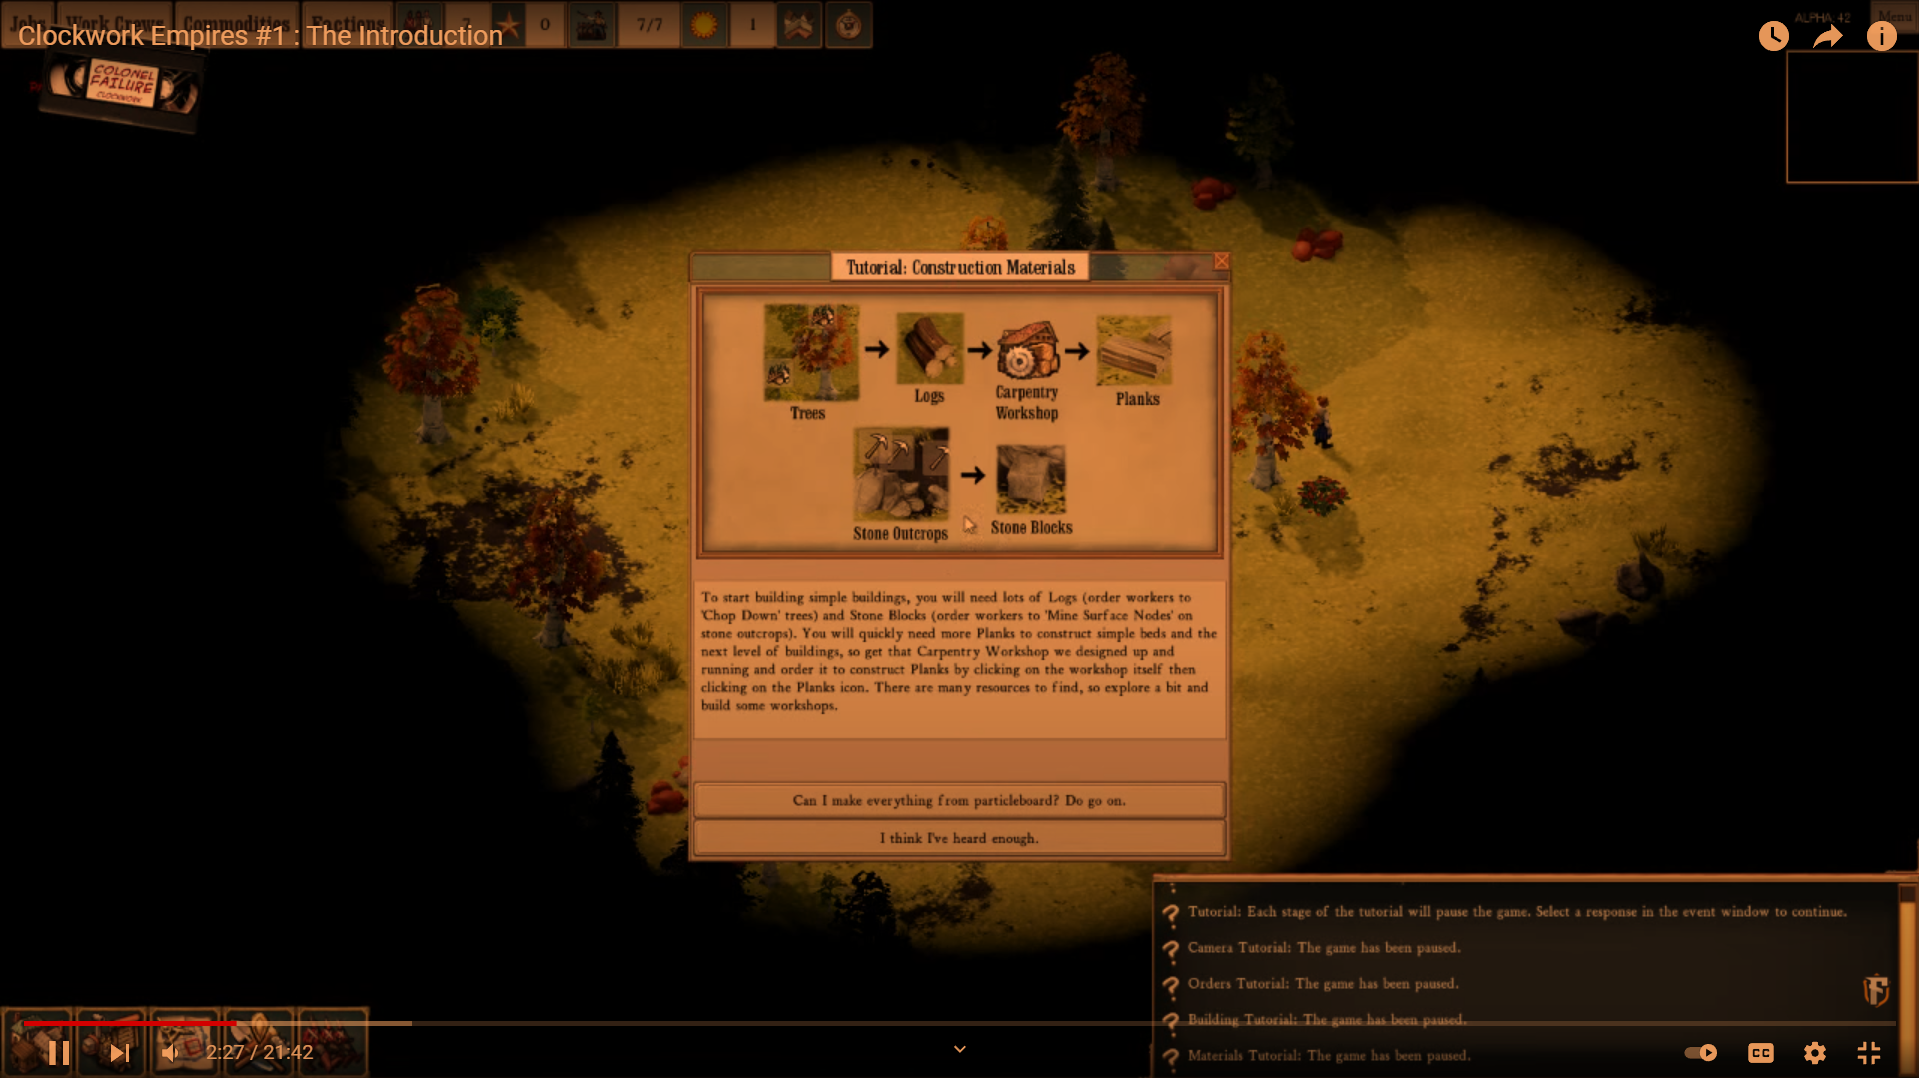 Jobs Work Crews Commodities Factions 7 0 7/7 1 ALPHA: 42 Menu
Clockwork Empires #1 : The Introduction
COLONEL
FAILURE
CLOCKWORK
Tutorial: Construction Materials
Trees
Logs
Carpentry
Workshop
Planks
Stone Outcrops
Stone Blocks
To start building simple buildings, you will need lots of Logs (order workers to
'Chop Down' trees) and Stone Blocks (order workers to 'Mine Surface Nodes' on
stone outcrops). You will quickly need more Planks to construct simple beds and the
next level of buildings, so get that Carpentry Workshop we designed up and
running and order it to construct Planks by clicking on the workshop itself then
clicking on the Planks icon. There are many resources to find, so explore a bit and
build some workshops.
Can I make everything from particleboard? Do go on.
I think I've heard enough.
Tutorial: Each stage of the tutorial will pause the game. Select a response in the event window to continue.
Camera Tutorial: The game has been paused.
Orders Tutorial: The game has been paused.
Building Tutorial: The game has been paused.
Materials Tutorial: The game has been paused.
2:27 / 21:42
CC